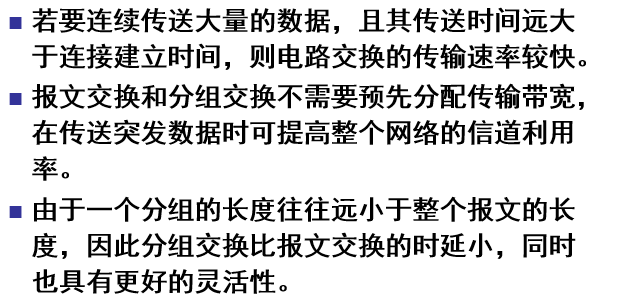 若要连续传送大量的数据，且其传送时间远大
于连接建立时间，则电路交换的传输速率较快。
报文交换和分组交换不需要预先分配传输带宽，
在传送突发数据时可提高整个网络的信道利用
率。
由于一个分组的长度往往远小于整个报文的长
度，因此分组交换比报文交换的时延小，同时
也具有更好的灵活性。